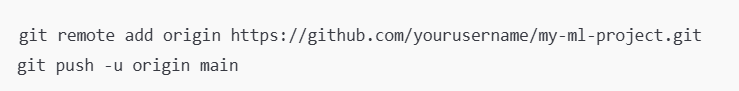 git remote add origin https://github.com/yourusername/my-ml-project.git
git push -u origin main